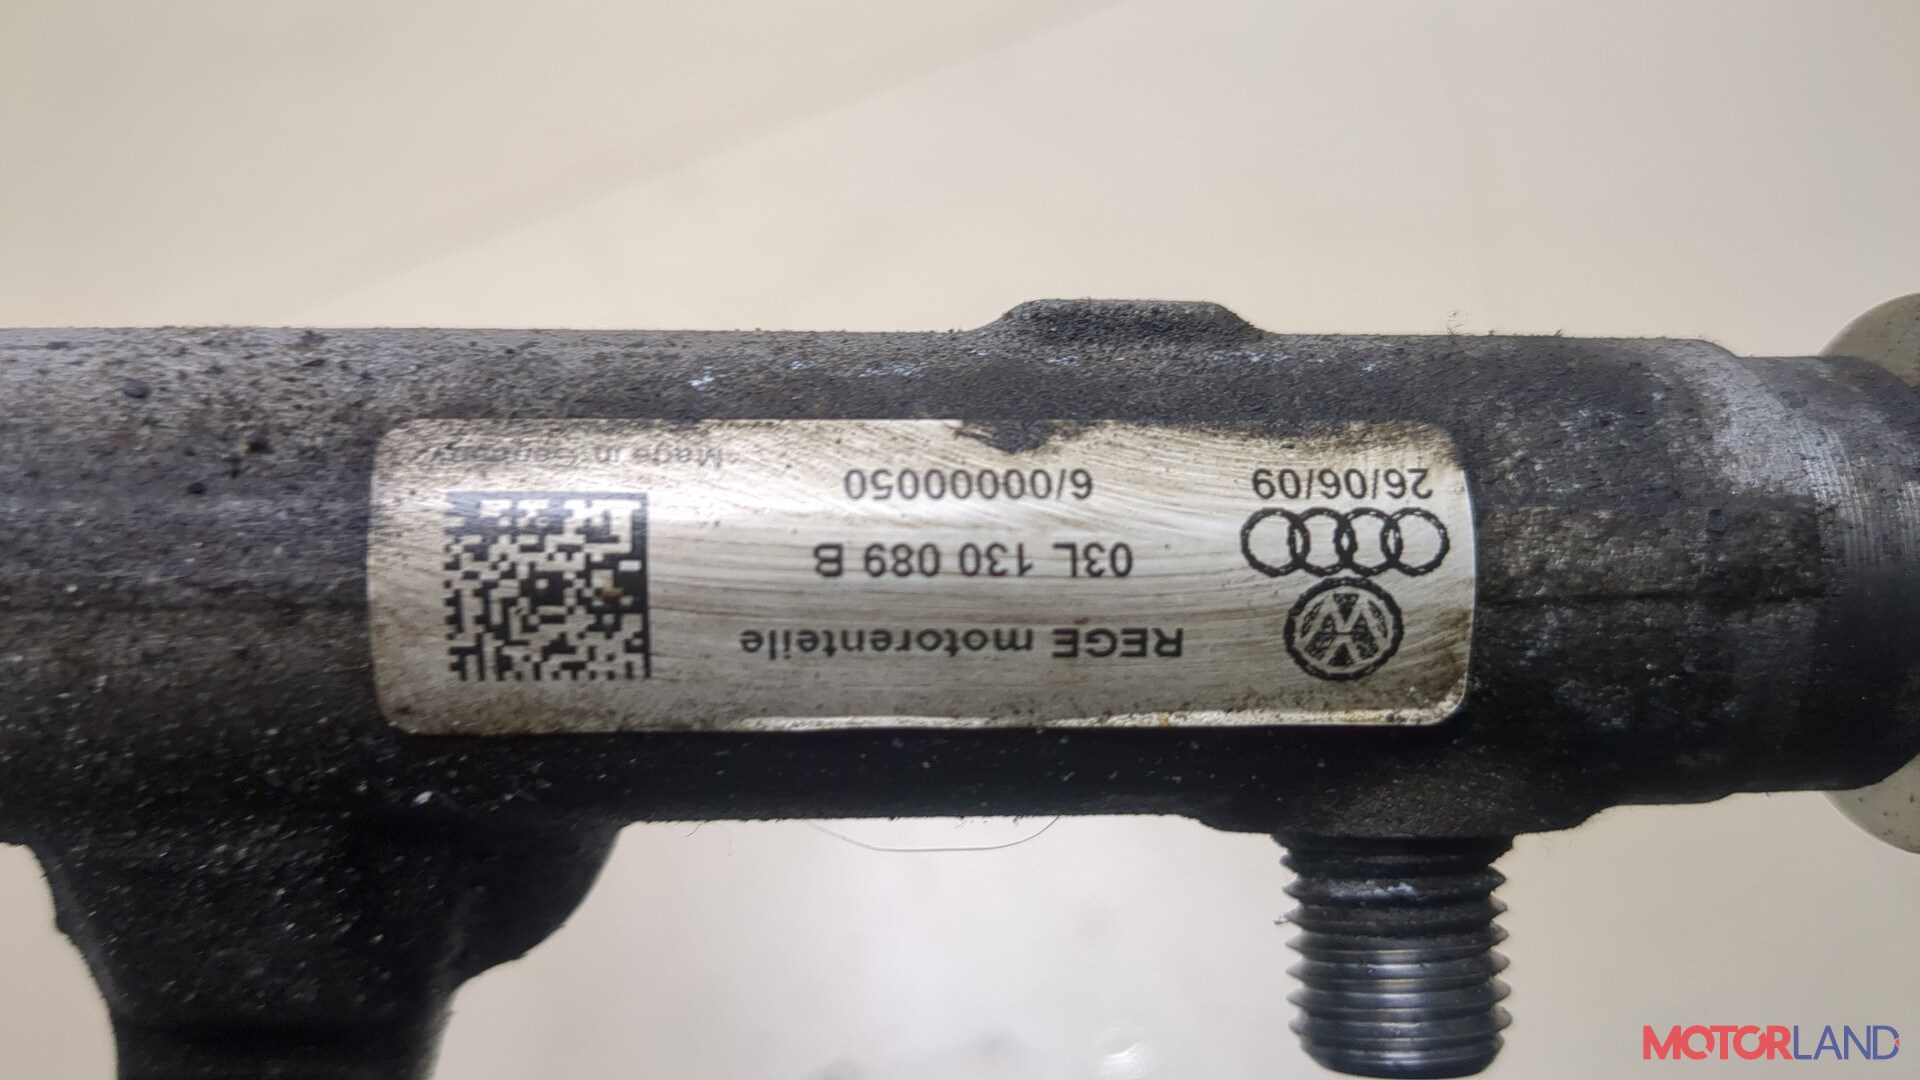 REGE motorenteile
03L 130 089 B
6/00000050
26/06/09
Made in Germany
MOTORLAND